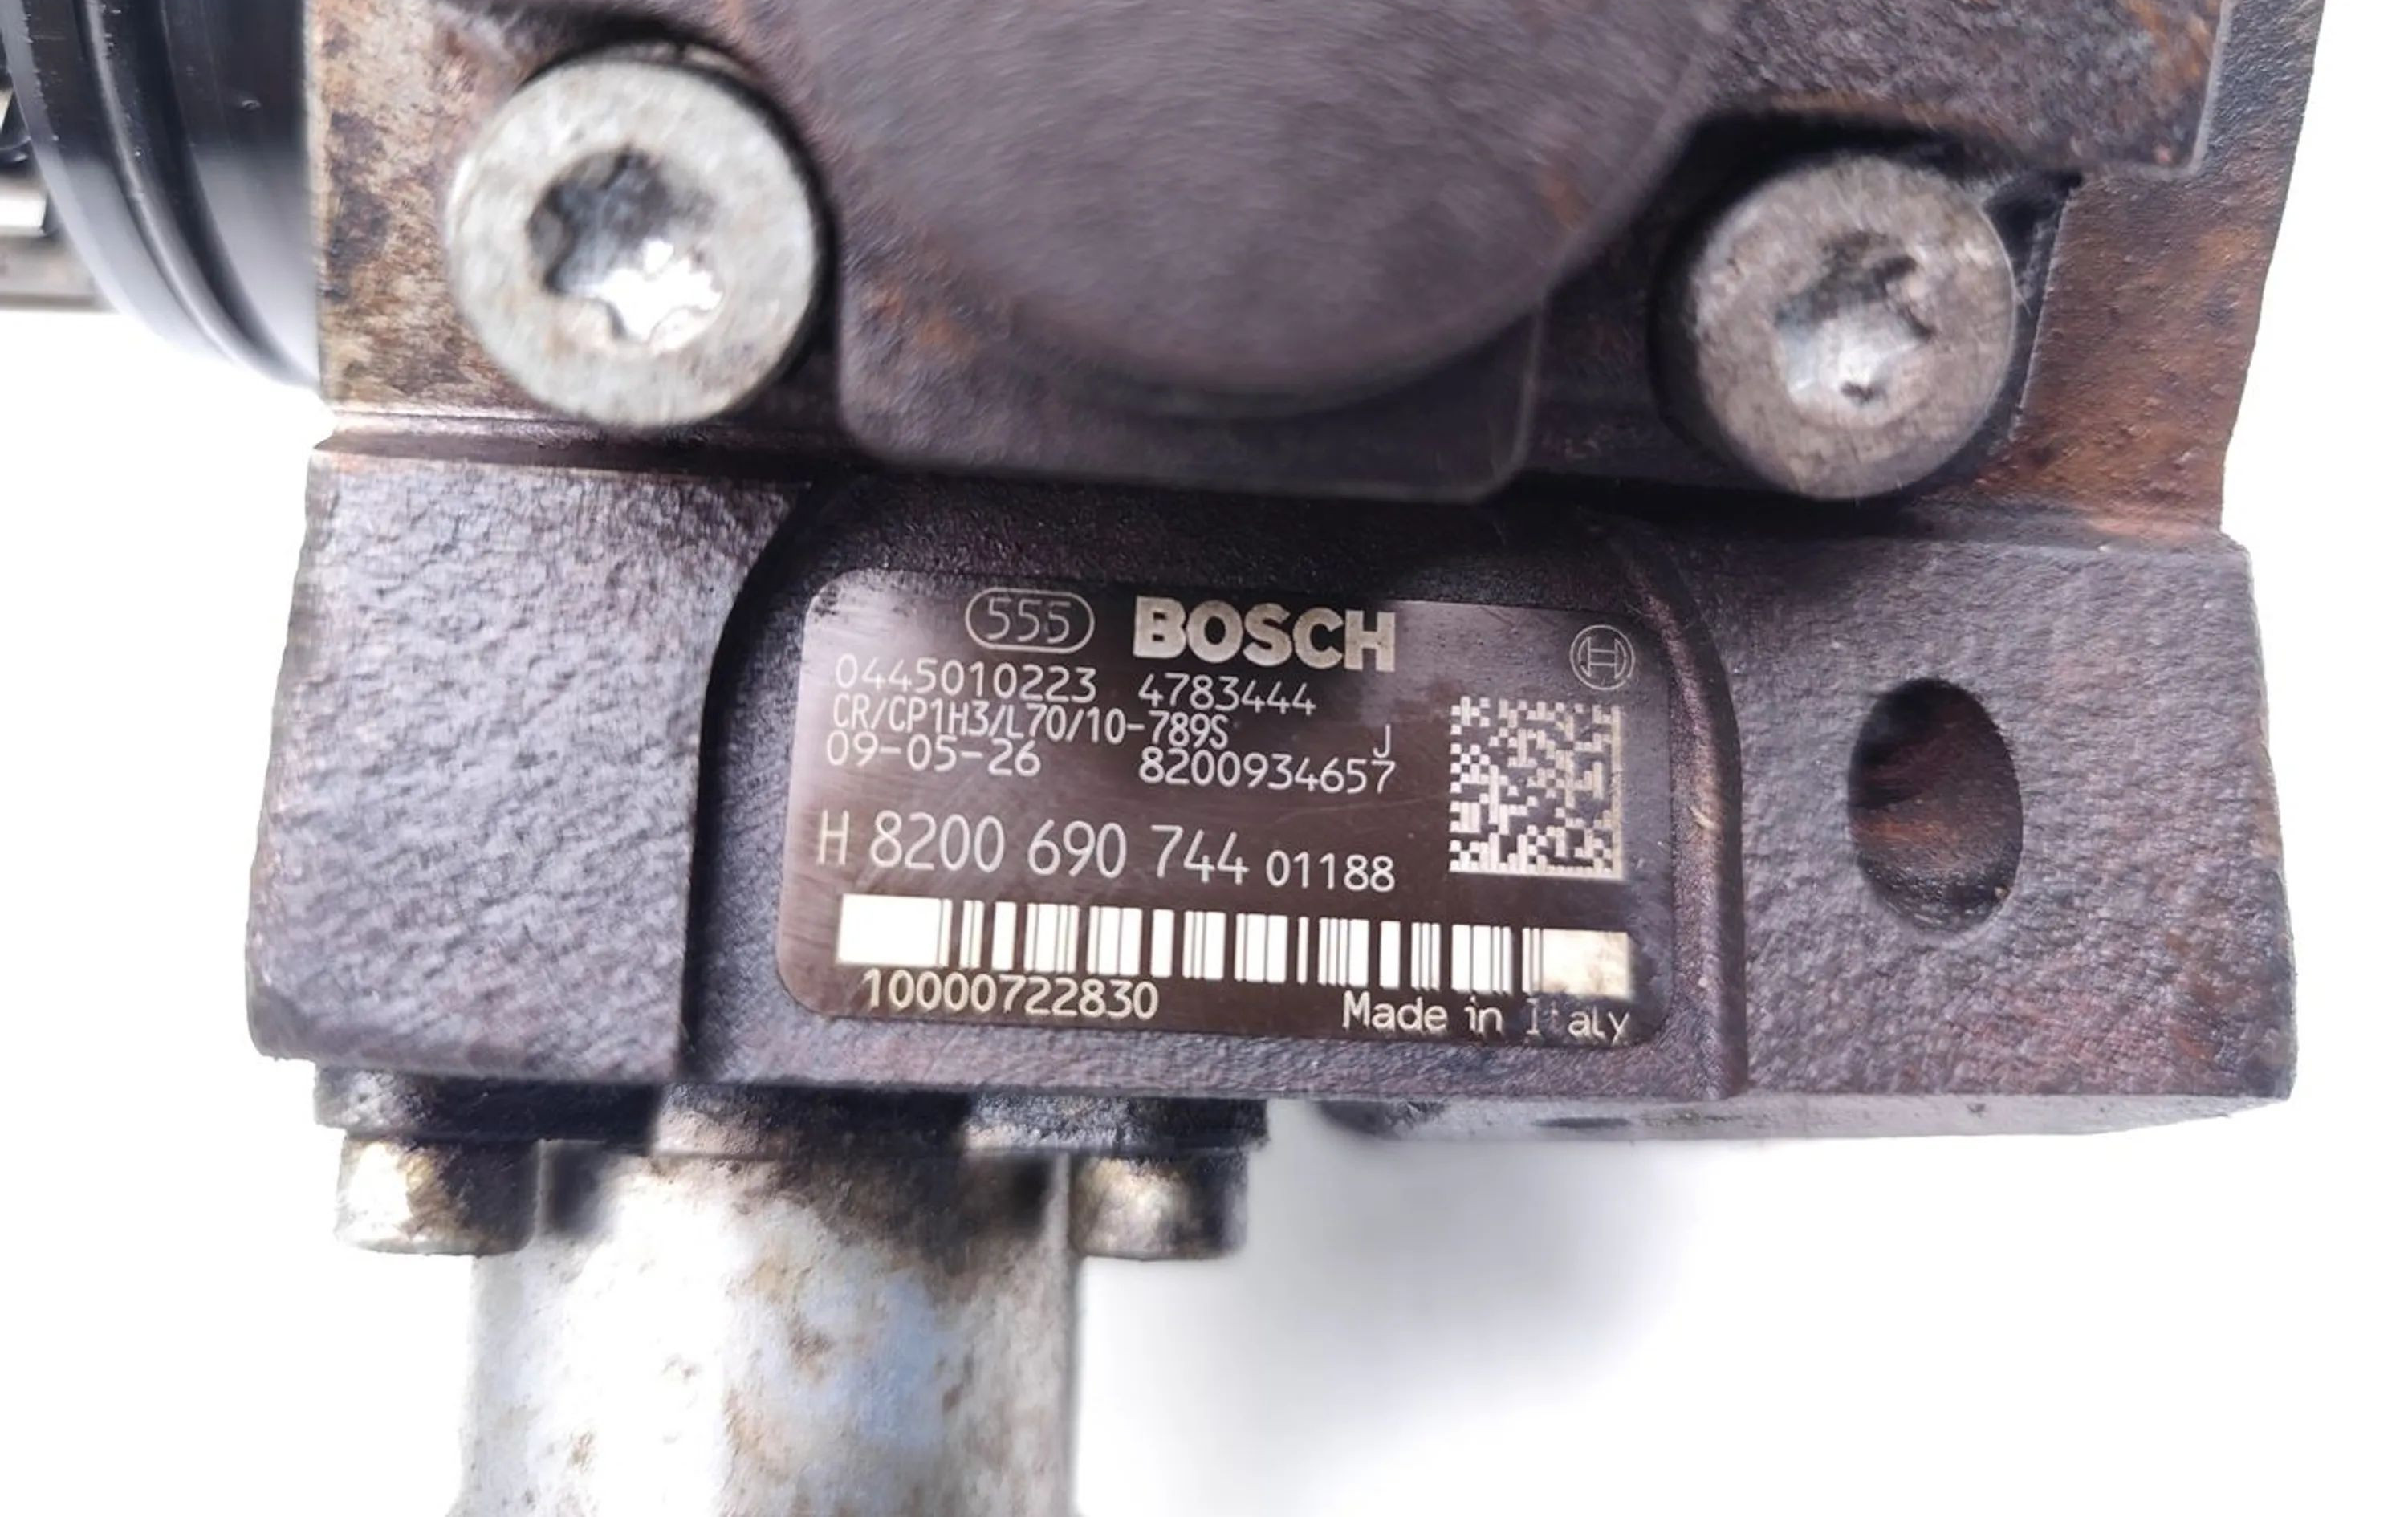 555 BOSCH
0445010223 4783444
CR/CP1H3/L70/10-789S J
09-05-26 8200934657
H 8200 690 744 01188
10000722830 Made in Italy